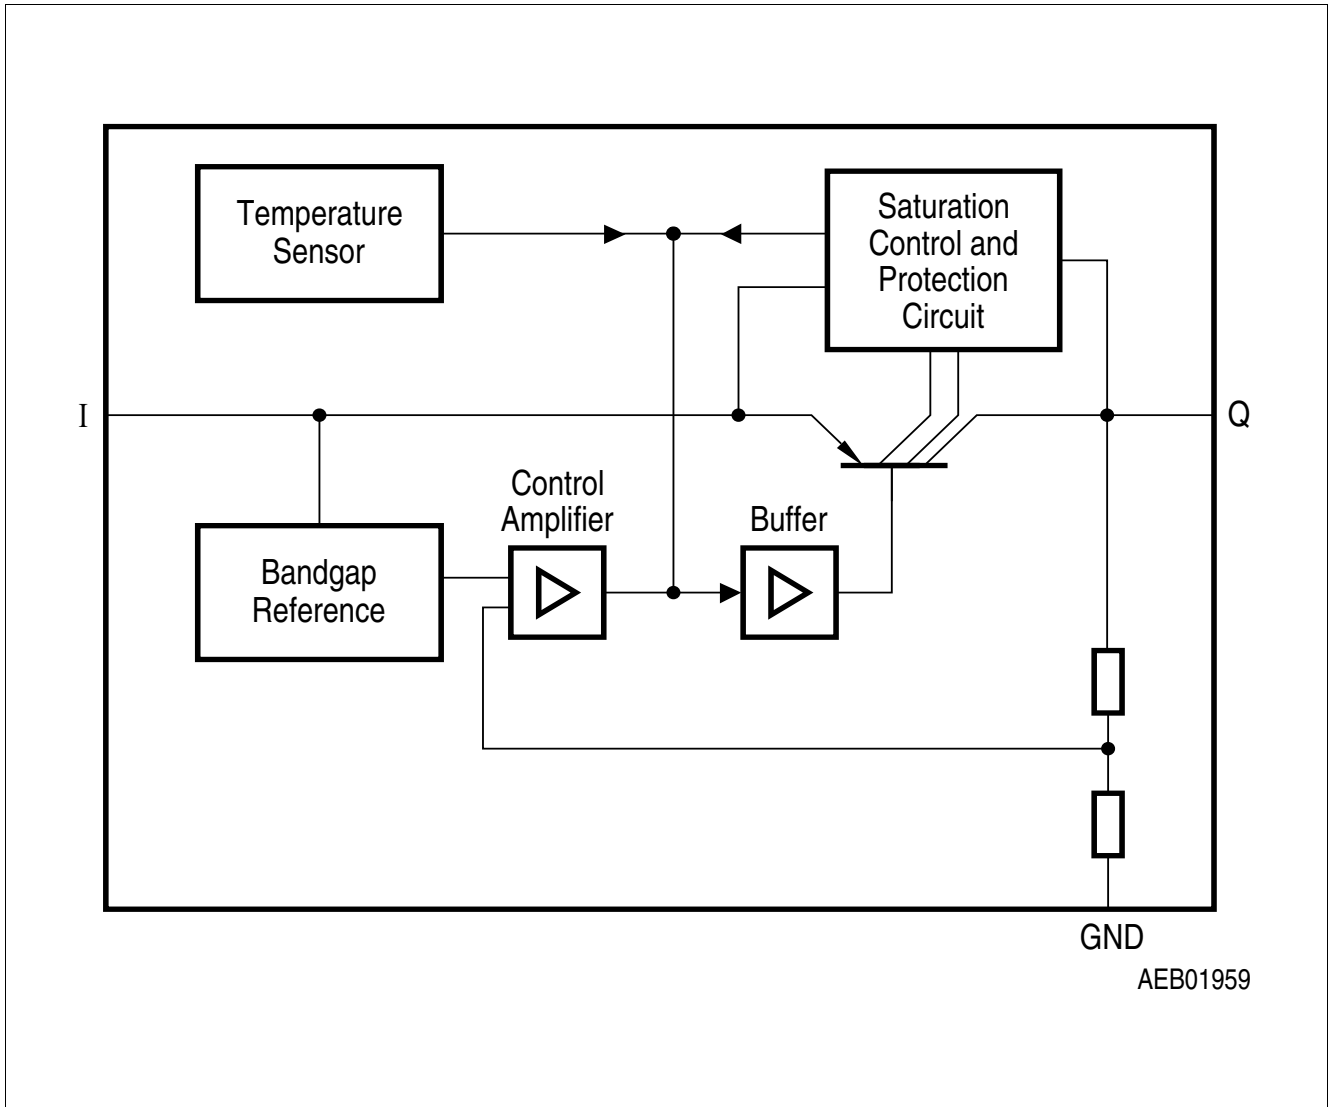 Temperature
Sensor
Saturation
Control and
Protection
Circuit
I
Q
Control
Amplifier
Buffer
Bandgap
Reference
GND
AEB01959